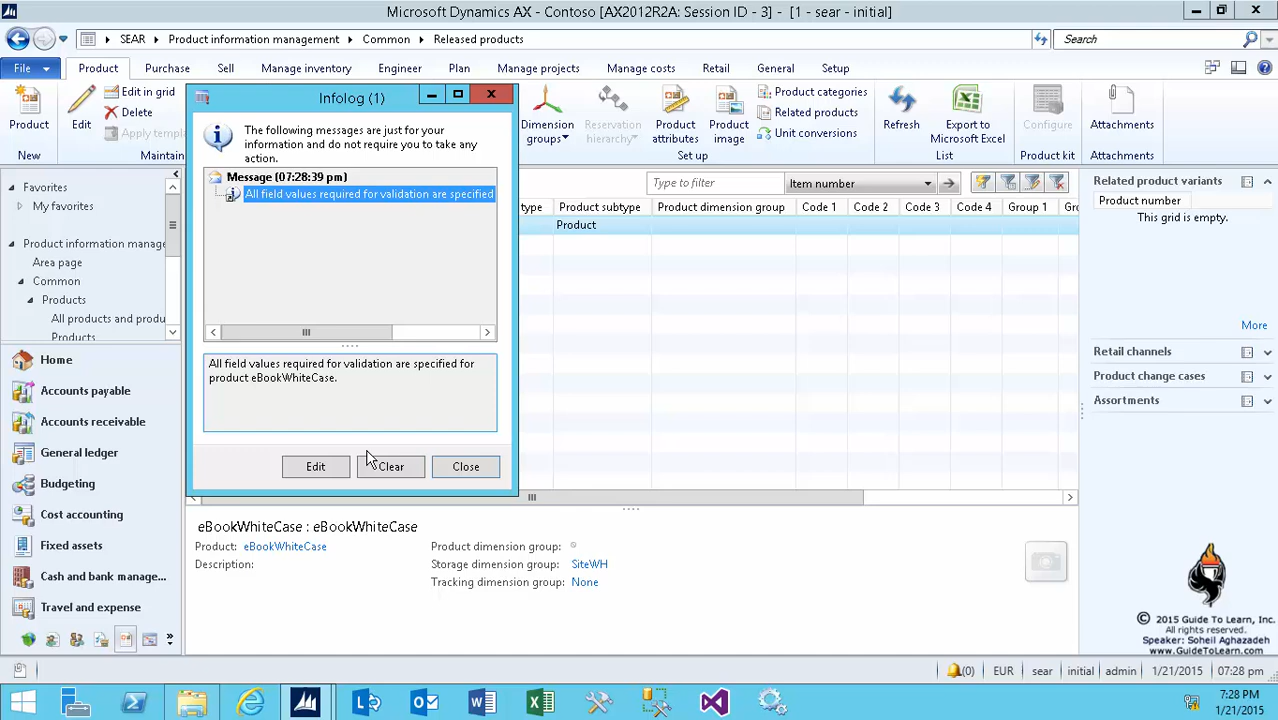 Microsoft Dynamics AX - Contoso [AX2012R2A: Session ID - 3] - [1 - sear - initial]
SEAR
Product information management
Common
Released products
Search
File
Product
Purchase
Sell
Manage inventory
Engineer
Plan
Manage projects
Manage costs
Retail
General
Setup
Product
New
Edit
Edit in grid
Delete
Apply templ
Maintain
Infolog (1)
The following messages are just for your
information and do not require you to take any
action.
Message (07:28:39 pm)
All field values required for validation are specified
All field values required for validation are specified for
product eBookWhiteCase.
Edit
Clear
Close
Dimension
groups
Reservation
hierarchy
Product
attributes
Product
image
Product categories
Related products
Unit conversions
Set up
Refresh
Export to
Microsoft Excel
List
Configure
Product kit
Attachments
Attachments
Type to filter
Item number
type
Product subtype
Product dimension group
Code 1
Code 2
Code 3
Code 4
Group 1
Gro
Product
Favorites
My favorites
Product information manage
Area page
Common
Products
All products and produ
Products
Home
Accounts payable
Accounts receivable
General ledger
Budgeting
Cost accounting
Fixed assets
Cash and bank manage...
Travel and expense
eBookWhiteCase : eBookWhiteCase
Product: eBookWhiteCase
Description:
Product dimension group:
Storage dimension group: SiteWH
Tracking dimension group: None
Related product variants
Product number
This grid is empty.
More
Retail channels
Product change cases
Assortments
© 2015 Guide To Learn, Inc.
All rights reserved.
Speaker: Soheil Aghazadeh
www.GuideToLearn.com
(0)
EUR
sear
initial
admin
1/21/2015
07:28 pm
7:28 PM
1/21/2015